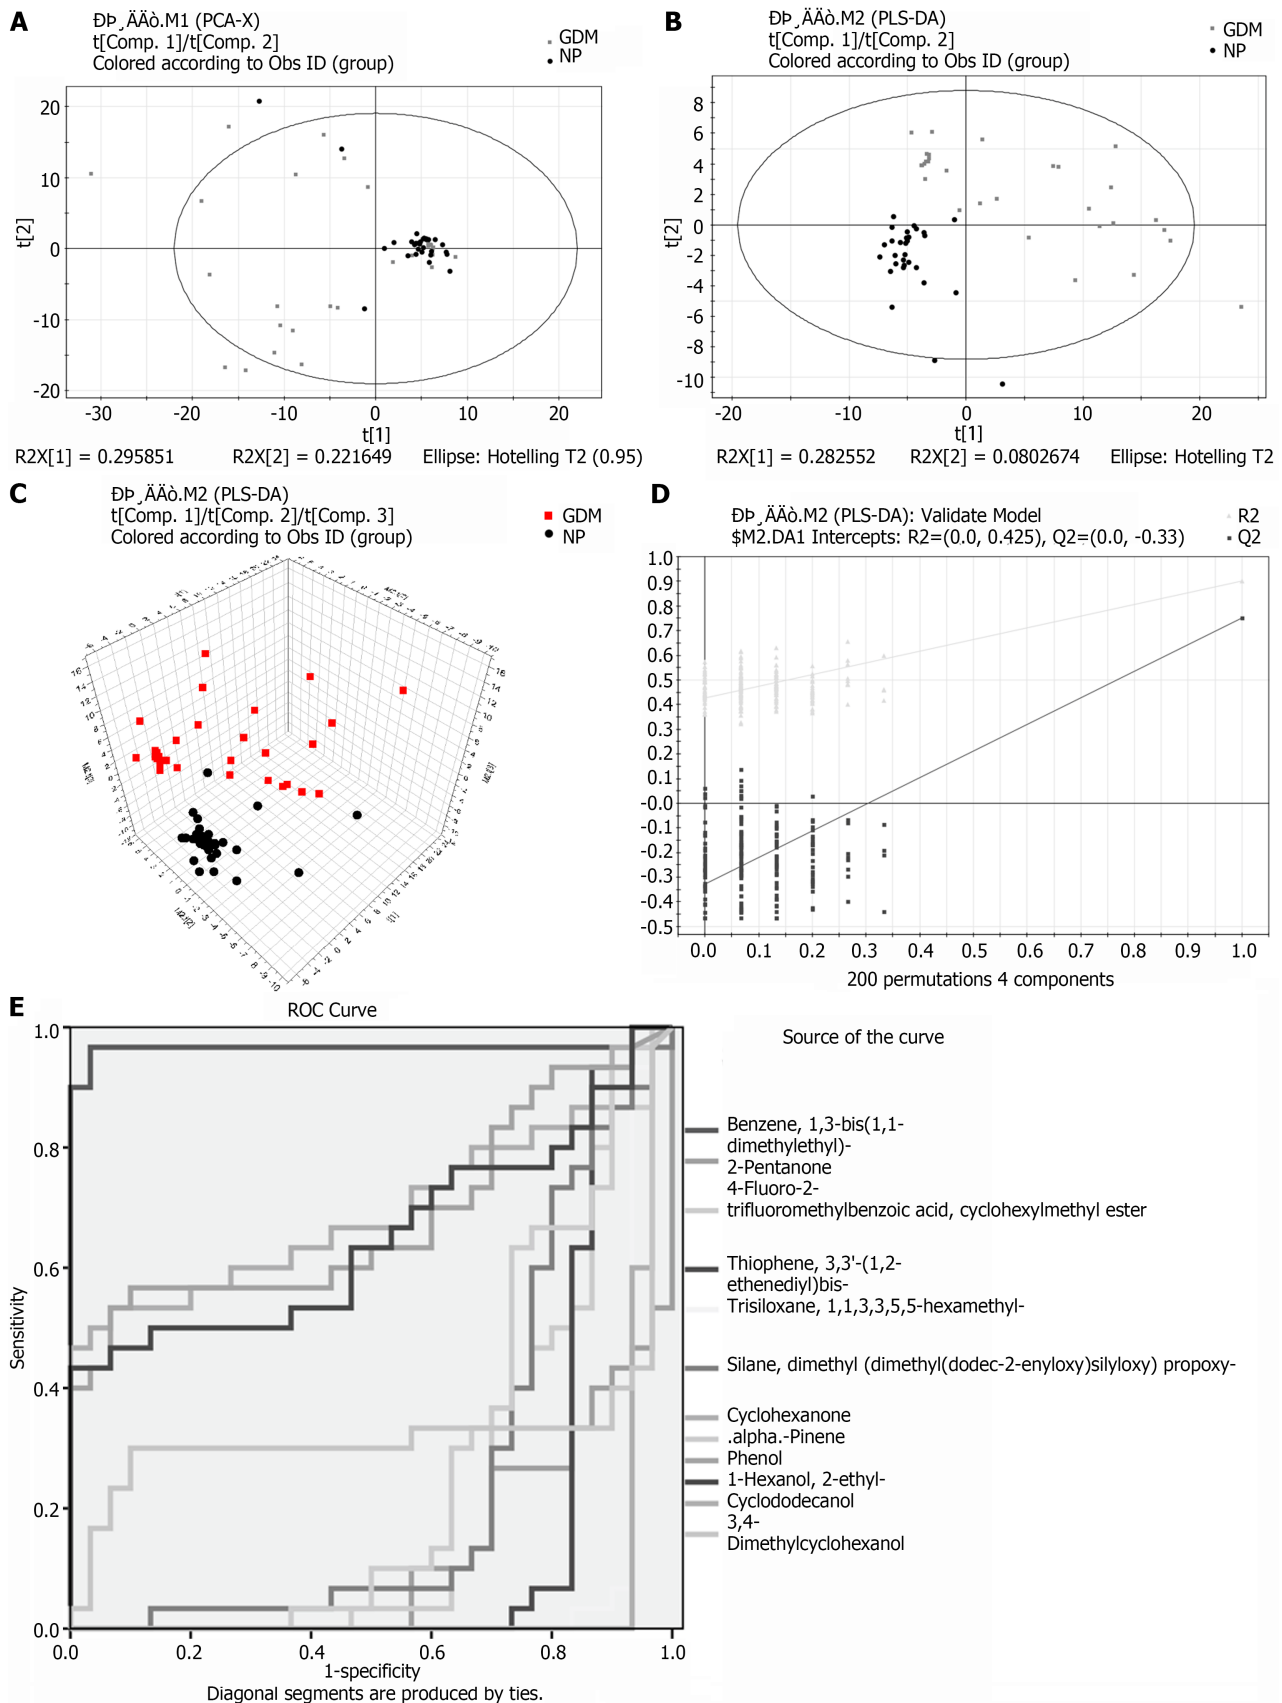 A
ÐÞ¸ÄÄò.M1 (PCA-X)
t[Comp. 1]/t[Comp. 2]
Colored according to Obs ID (group)
GDM
NP
20
10
0
-10
-20
t[2]
-30
-20
-10
0
10
20
t[1]
R2X[1] = 0.295851
R2X[2] = 0.221649
Ellipse: Hotelling T2 (0.95)
B
ÐÞ¸ÄÄò.M2 (PLS-DA)
t[Comp. 1]/t[Comp. 2]
Colored according to Obs ID (group)
GDM
NP
8
6
4
2
0
-2
-4
-6
-8
-10
t[2]
-20
-10
0
10
20
t[1]
R2X[1] = 0.282552
R2X[2] = 0.0802674
Ellipse: Hotelling T2
C
ÐÞ¸ÄÄò.M2 (PLS-DA)
t[Comp. 1]/t[Comp. 2]/t[Comp. 3]
Colored according to Obs ID (group)
GDM
NP
D
ÐÞ¸ÄÄò.M2 (PLS-DA): Validate Model
$M2.DA1 Intercepts: R2=(0.0, 0.425), Q2=(0.0, -0.33)
R2
Q2
1.0
0.9
0.8
0.7
0.6
0.5
0.4
0.3
0.2
0.1
-0.0
-0.1
-0.2
-0.3
-0.4
-0.5
0.0
0.1
0.2
0.3
0.4
0.5
0.6
0.7
0.8
0.9
1.0
200 permutations 4 components
E
ROC Curve
1.0
0.8
0.6
0.4
0.2
0.0
Sensitivity
0.0
0.2
0.4
0.6
0.8
1.0
1-specificity
Diagonal segments are produced by ties.
Source of the curve
Benzene, 1,3-bis(1,1-
dimethylethyl)-
2-Pentanone
4-Fluoro-2-
trifluoromethylbenzoic acid, cyclohexylmethyl ester
Thiophene, 3,3'-(1,2-
ethenediyl)bis-
Trisiloxane, 1,1,3,3,5,5-hexamethyl-
Silane, dimethyl (dimethyl(dodec-2-enyloxy)silyloxy) propoxy-
Cyclohexanone
.alpha.-Pinene
Phenol
1-Hexanol, 2-ethyl-
Cyclododecanol
3,4-
Dimethylcyclohexanol